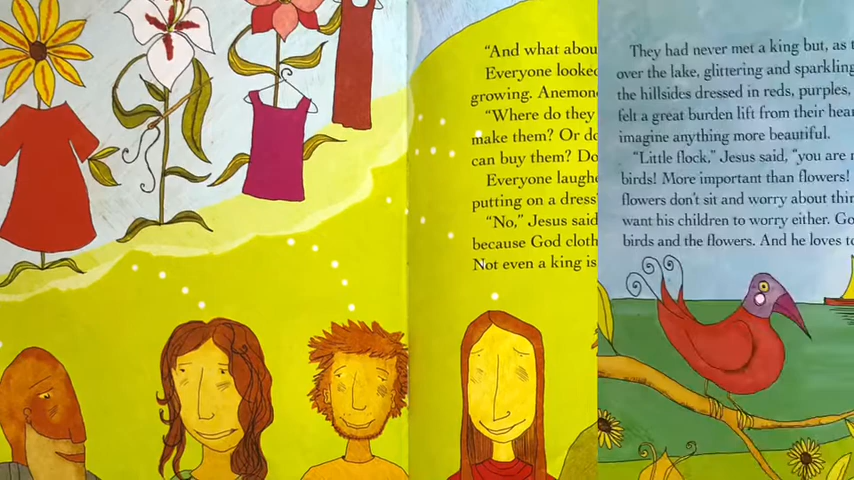 “And what abou
Everyone looked
growing. Anemon
“Where do they
make them? Or do
can buy them? Do
Everyone laughe
putting on a dress
“No,” Jesus said
because God cloth
Not even a king is
They had never met a king but, as t
over the lake, glittering and sparkling
the hillsides dressed in reds, purples,
felt a great burden lift from their hear
imagine anything more beautiful.
“Little flock,” Jesus said, “you are m
birds! More important than flowers!
flowers don’t sit and worry about thin
want his children to worry either. Go
birds and the flowers. And he loves to